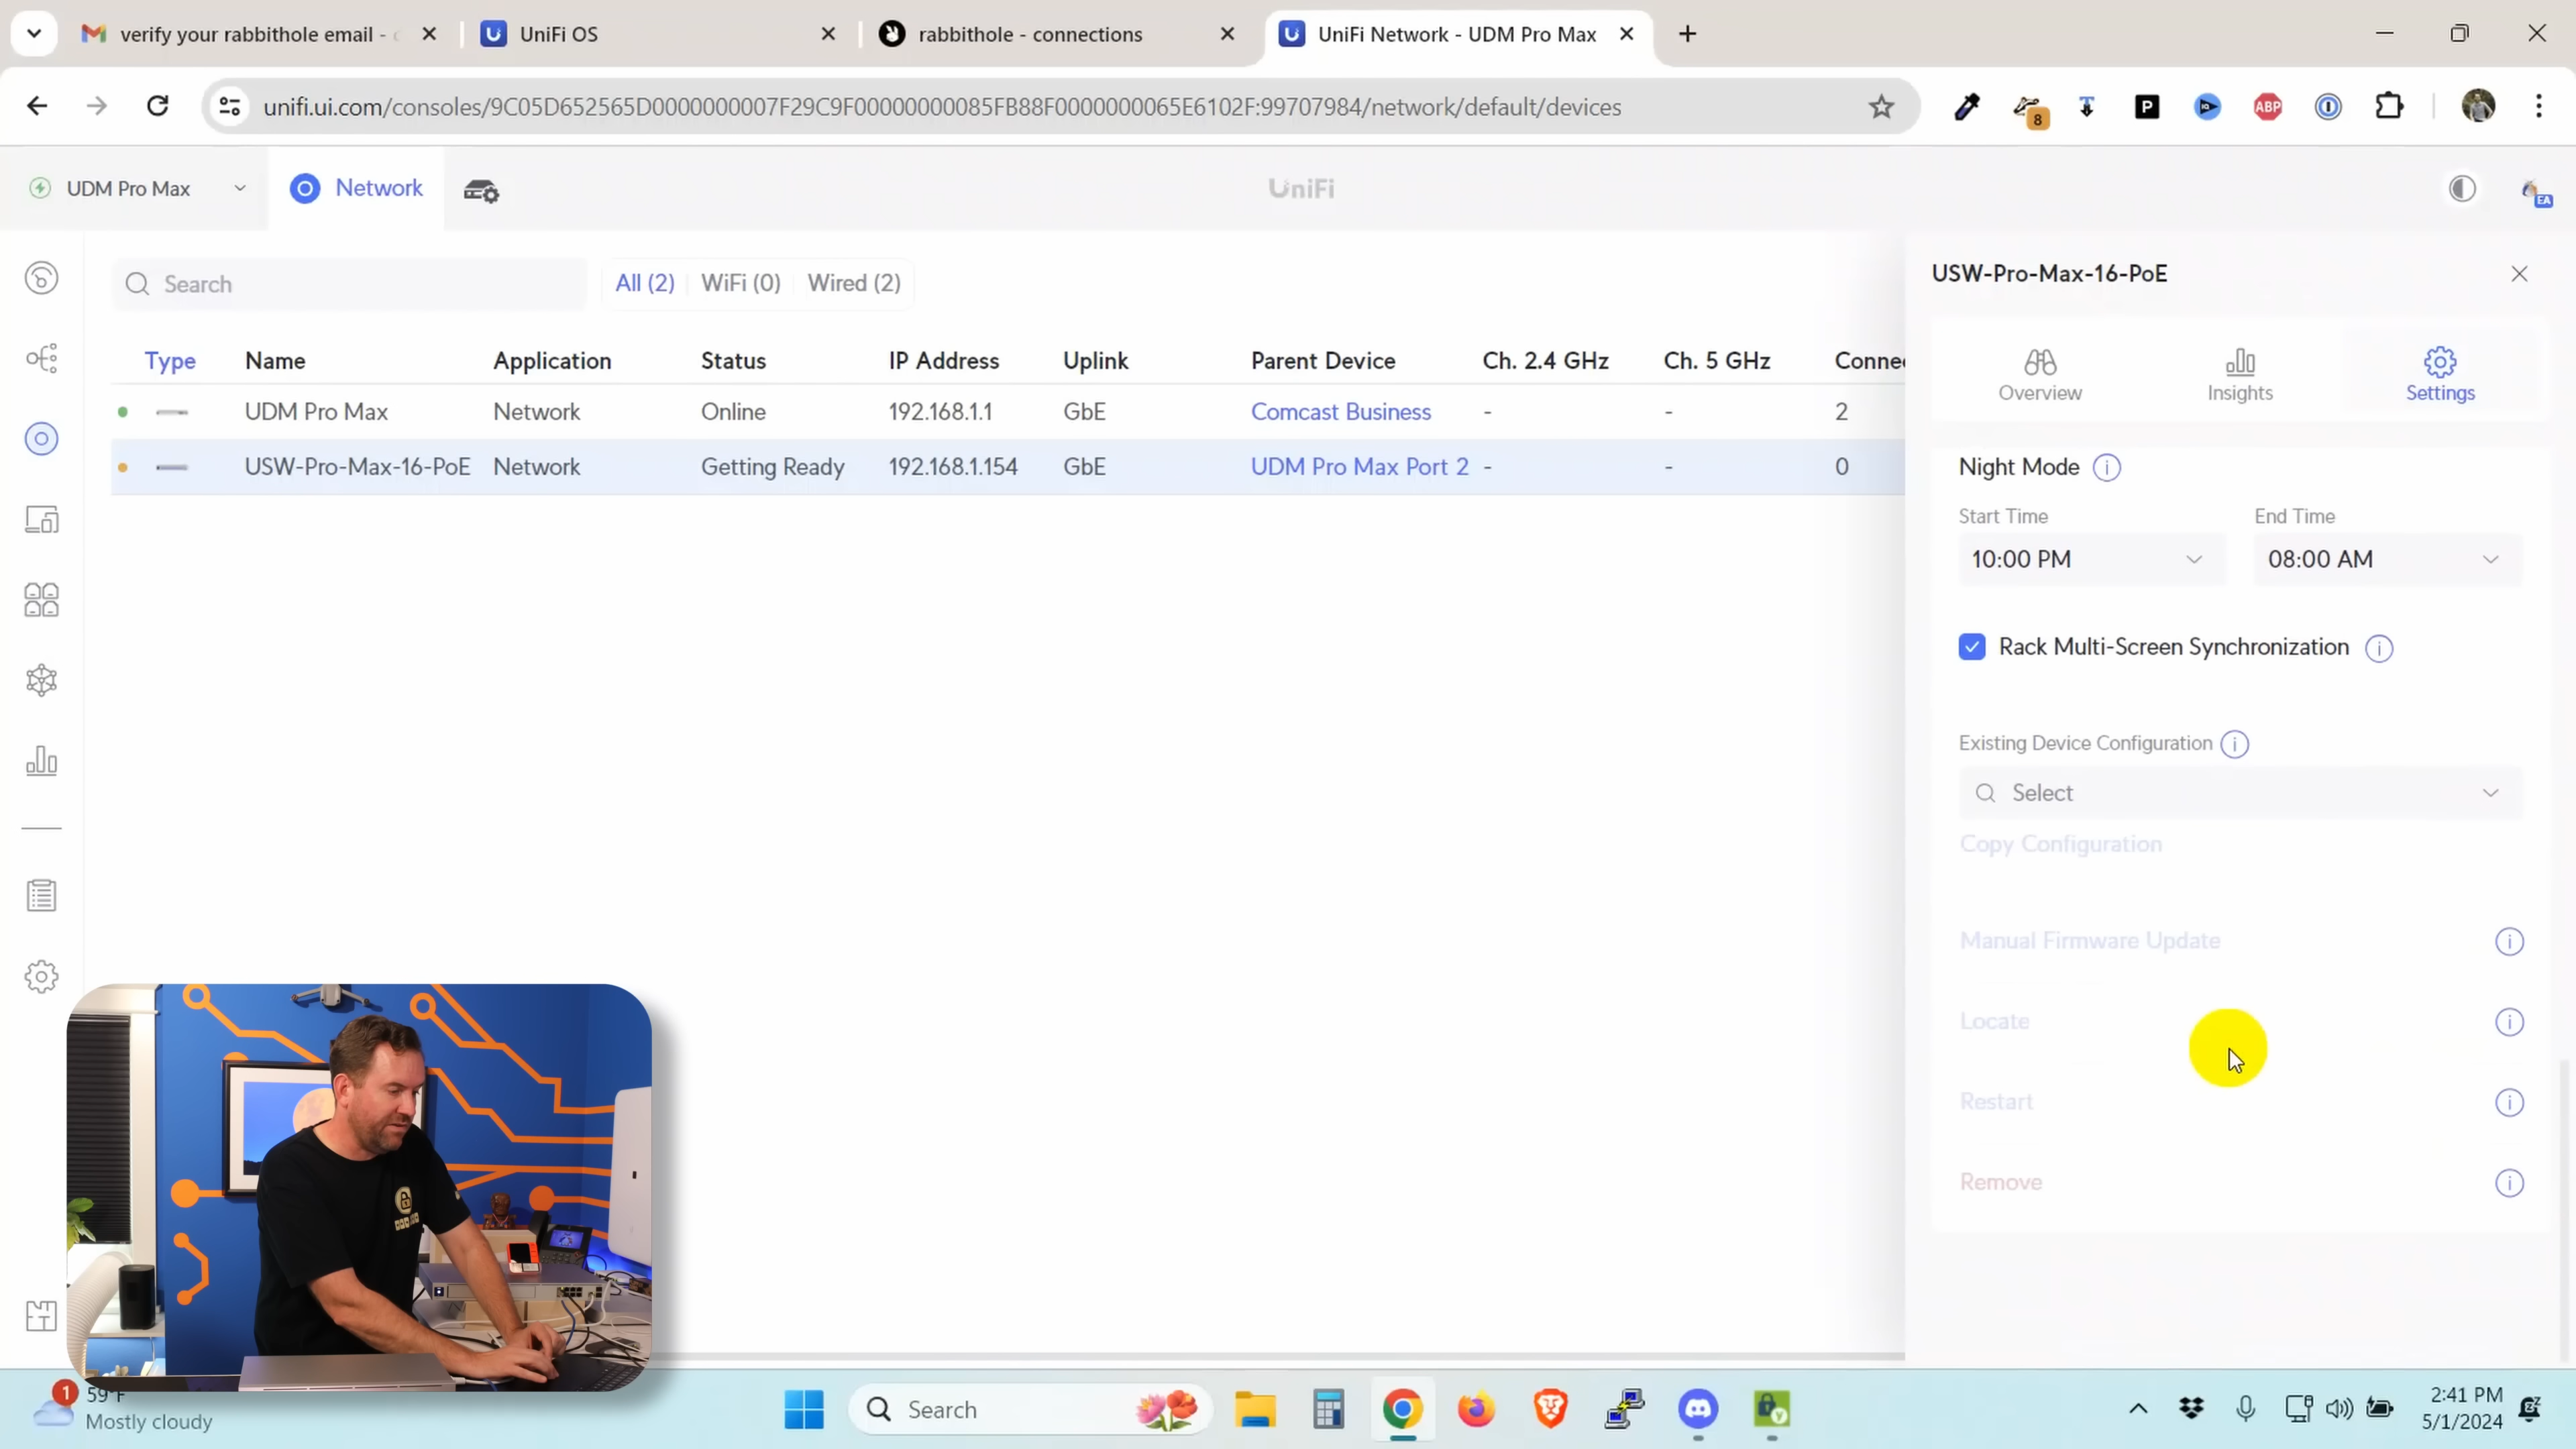 verify your rabbithole email -
UniFi OS
rabbithole - connections
UniFi Network - UDM Pro Max
unifi.ui.com/consoles/9C05D652565D0000000007F29C9F00000000085FB88F0000000065E6102F:99707984/network/default/devices
8
P
ABP
UDM Pro Max
Network
UniFi
EA
Search
All (2)
WiFi (0)
Wired (2)
USW-Pro-Max-16-PoE
Overview
Insights
Settings
Type Name Application Status IP Address Uplink Parent Device Ch. 2.4 GHz Ch. 5 GHz Connec
UDM Pro Max Network Online 192.168.1.1 GbE Comcast Business - - 2
USW-Pro-Max-16-PoE Network Getting Ready 192.168.1.154 GbE UDM Pro Max Port 2 - - 0
Night Mode
Start Time End Time
10:00 PM 08:00 AM
Rack Multi-Screen Synchronization
Existing Device Configuration
Select
Copy Configuration
Manual Firmware Update
Locate
Restart
Remove
1
59°F
Mostly cloudy
Search
2:41 PM
5/1/2024